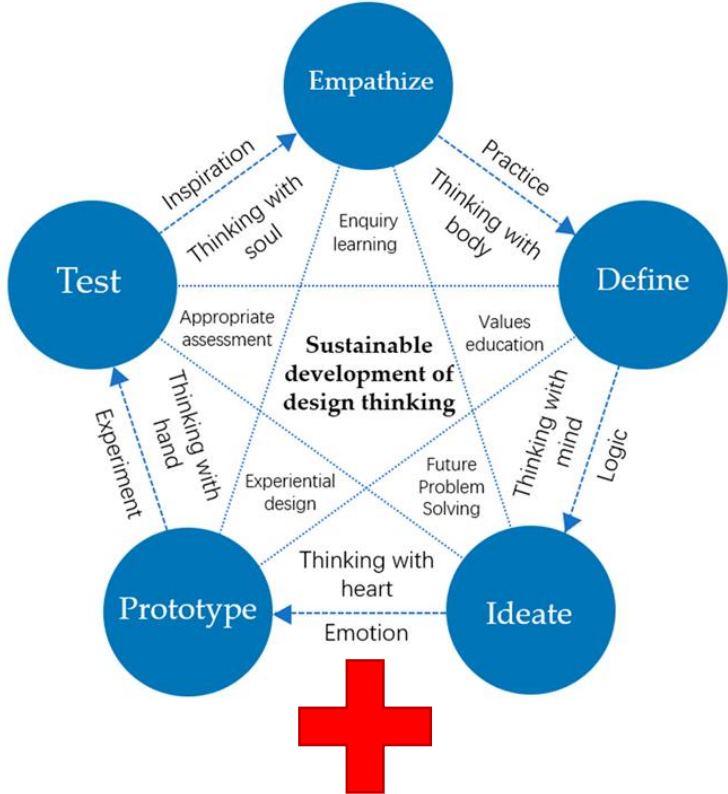 Empathize
Inspiration
Thinking with
soul
Practice
Thinking with
body
Enquiry
learning
Test
Define
Appropriate
assessment
Values
education
Sustainable
development of
design thinking
Experiment
Thinking with
hand
Thinking with
mind
Logic
Experiential
design
Future
Problem
Solving
Prototype
Thinking with
heart
Emotion
Ideate